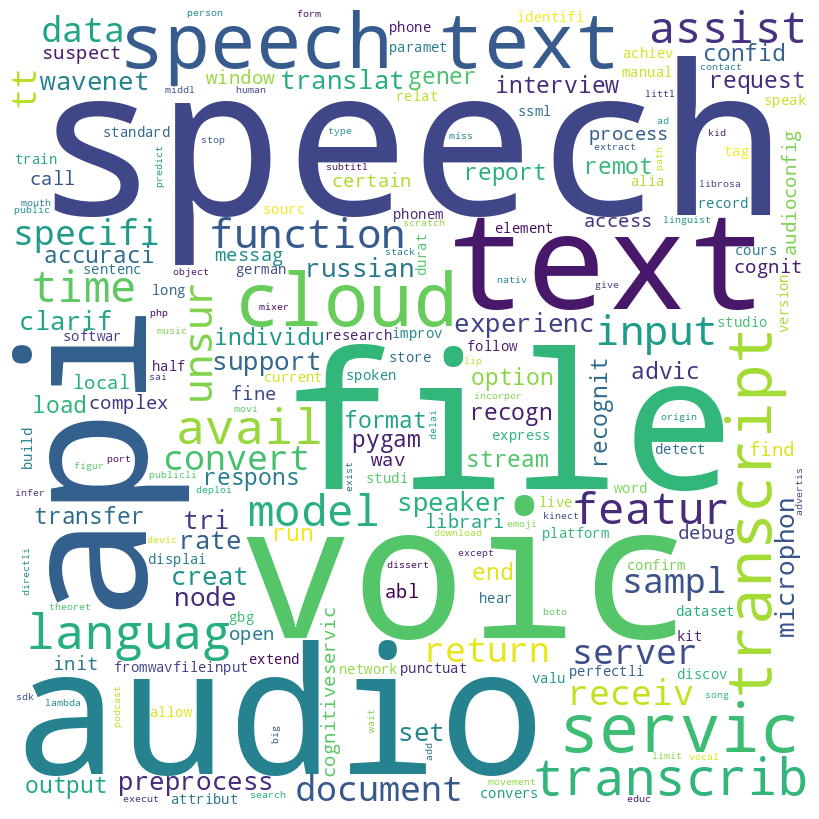 person form phone identifi
data speech text assist
suspect paramet confid
tt wavenet window translat gener interview request
middl human relat manual contact littl
speech
standard stop type miss ssml process ad kid speak
train predict subtitl extract path tag
call certain report remot alia librosa record audioconfig
mouth public sourc phonem scratch text element access linguist
specifi function
accuraci messag stack cours
sentenc object german russian durat nativ give cognit
time cloud mixer experienc input studio version
clarif long php unsur individu research improv follow
softwar music half support store lip option advic transcript
api local sai current spoken file incorpor recogn recognit
load complex fine format express detect origin find
build figur movi avail pygam delai wav stream word advertis
port publicli convert studi
infer deploi respons exist speaker live emoji platform debug
transfer tri model librari featur
devic displai rate run voic download kinect confirm
directli theoret creat node abl dissert except end sampl microphon
languag gbg hear boto dataset kit
open return server
init fromwavfileinput extend network punctuat valu perfectli discov
sdk lambda podcast allow audio cognitiveservic wait receiv song
big set add servic
output preprocess document search movement limit vocal transcrib
execut attribut convers educ